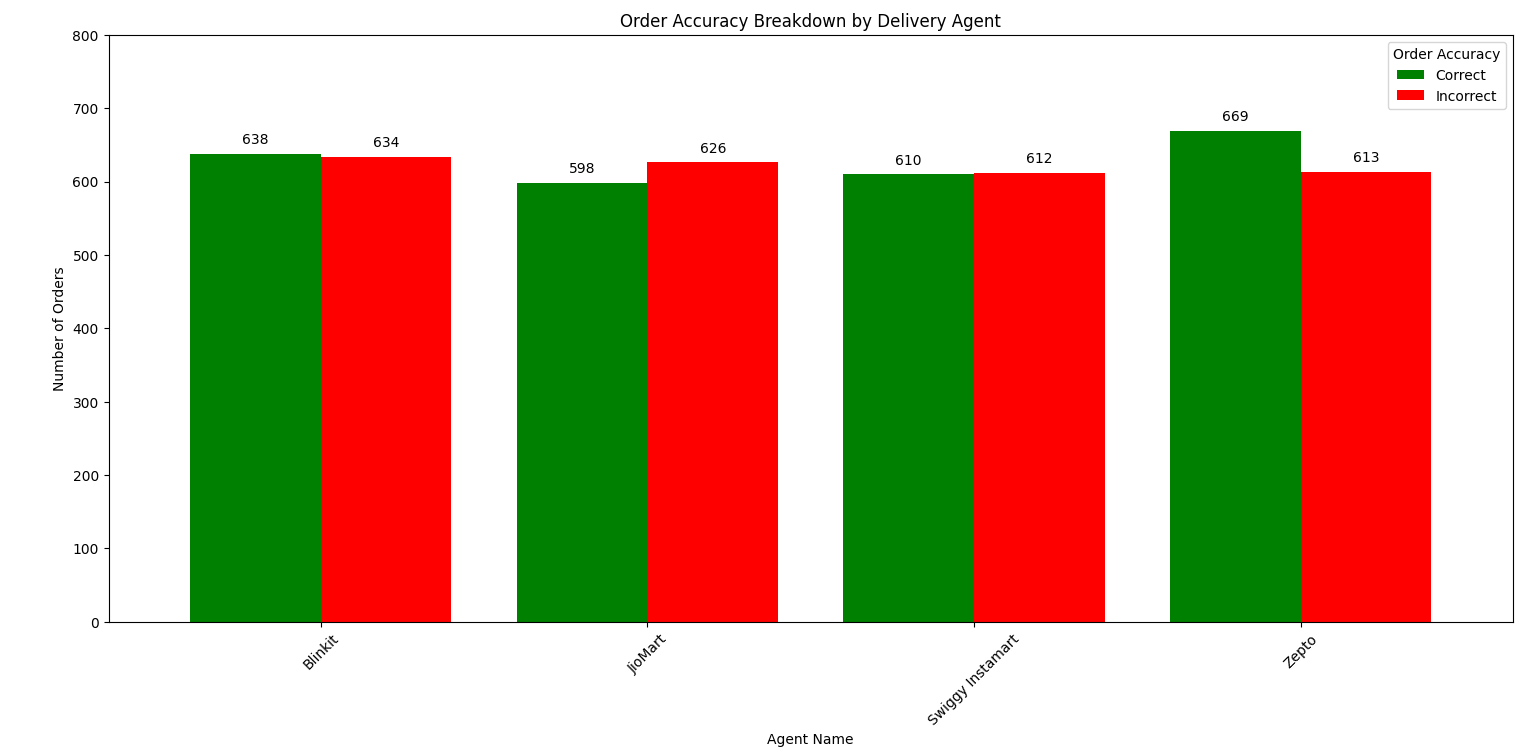 Order Accuracy Breakdown by Delivery Agent
Order Accuracy
Correct
Incorrect
Number of Orders
800
700
600
500
400
300
200
100
0
638
634
598
626
610
612
669
613
Blinkit
JioMart
Swiggy Instamart
Zepto
Agent Name